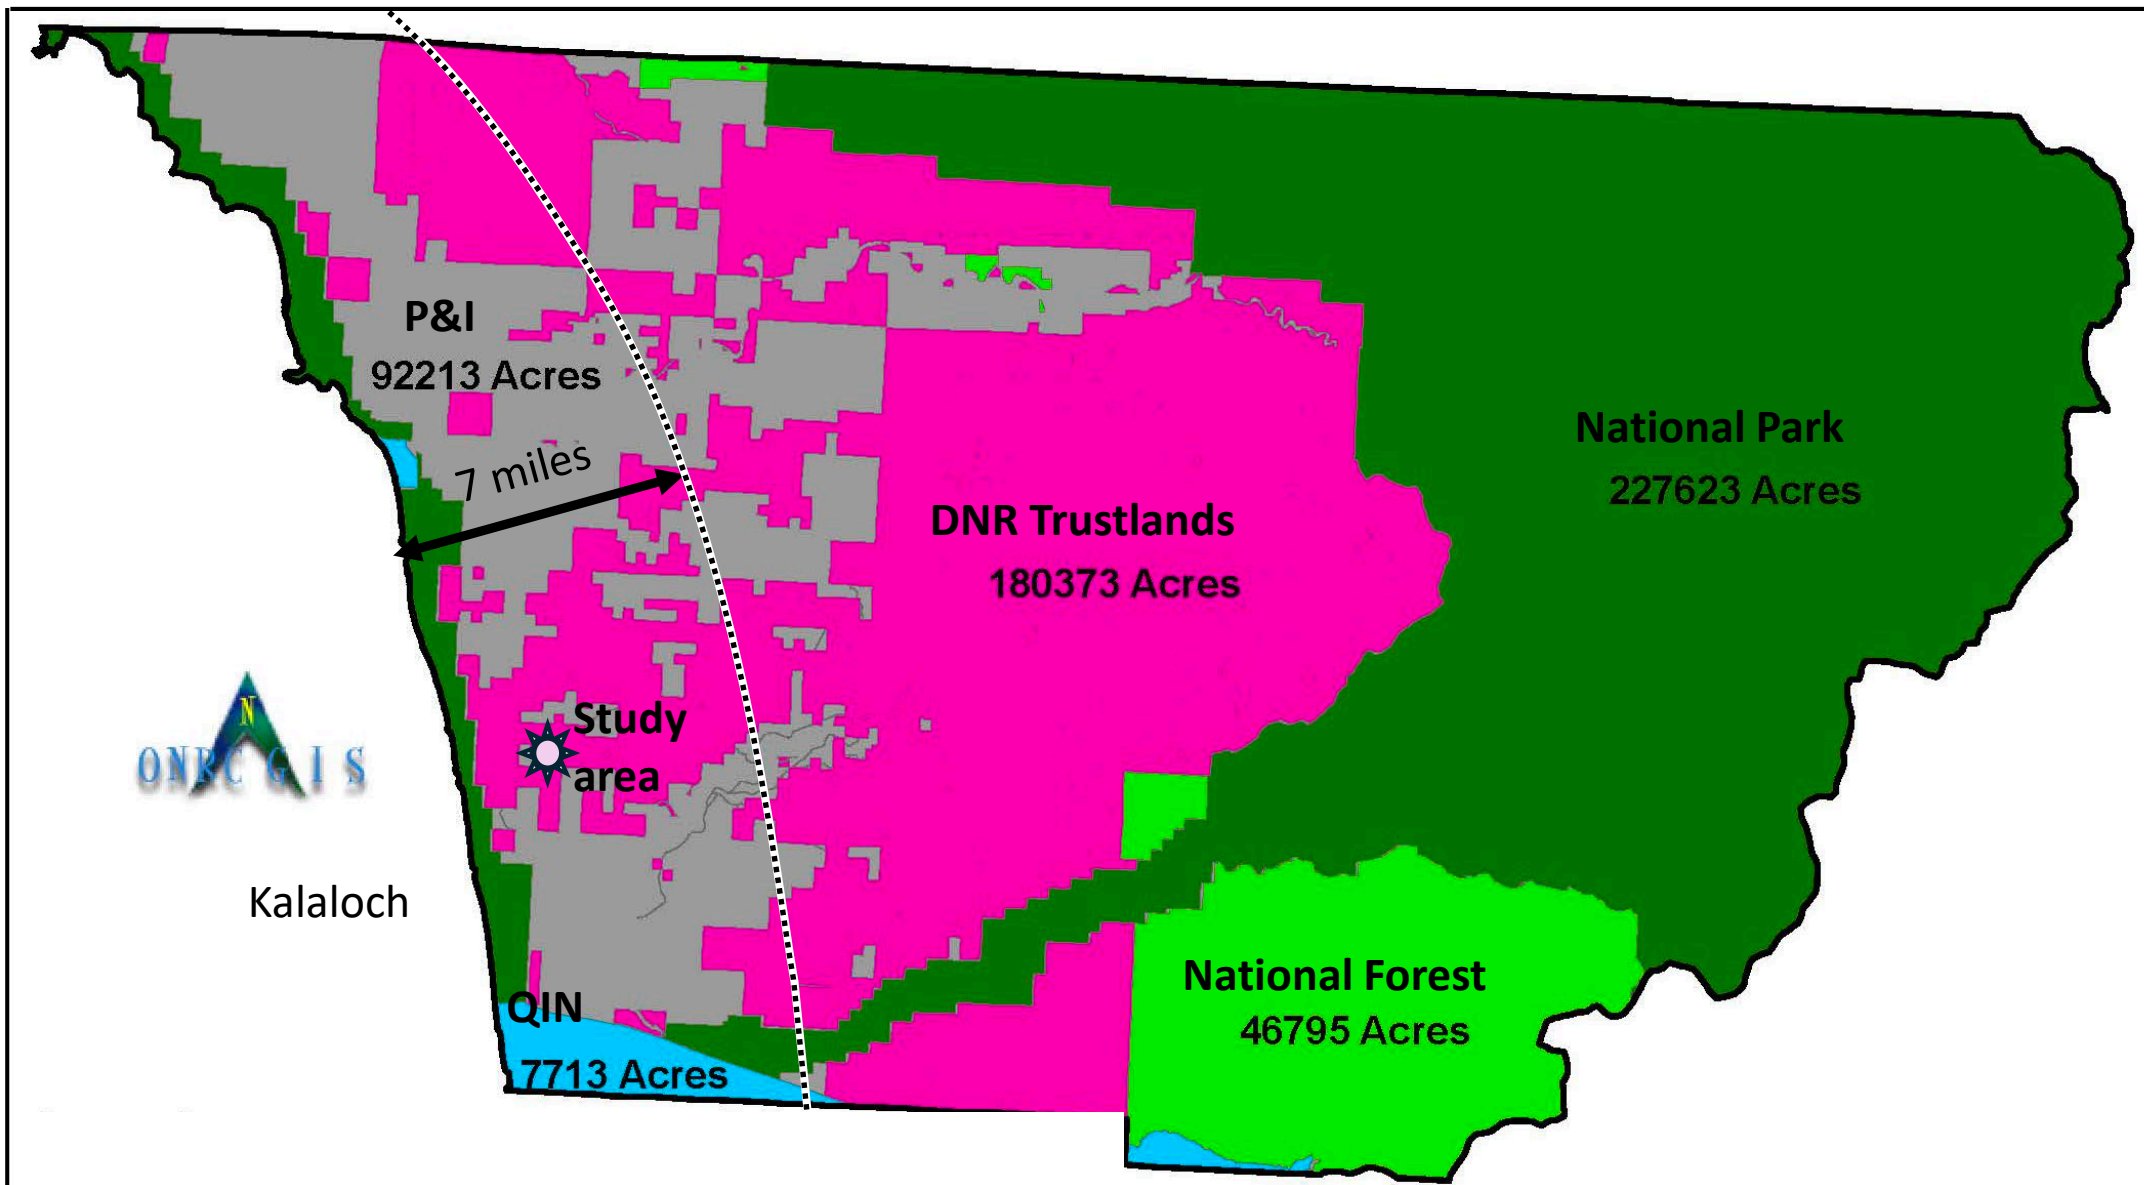 P&I
92213 Acres
7 miles
National Park
227623 Acres
DNR Trustlands
180373 Acres
Study
area
N
ONRC GIS
Kalaloch
National Forest
46795 Acres
QIN
7713 Acres